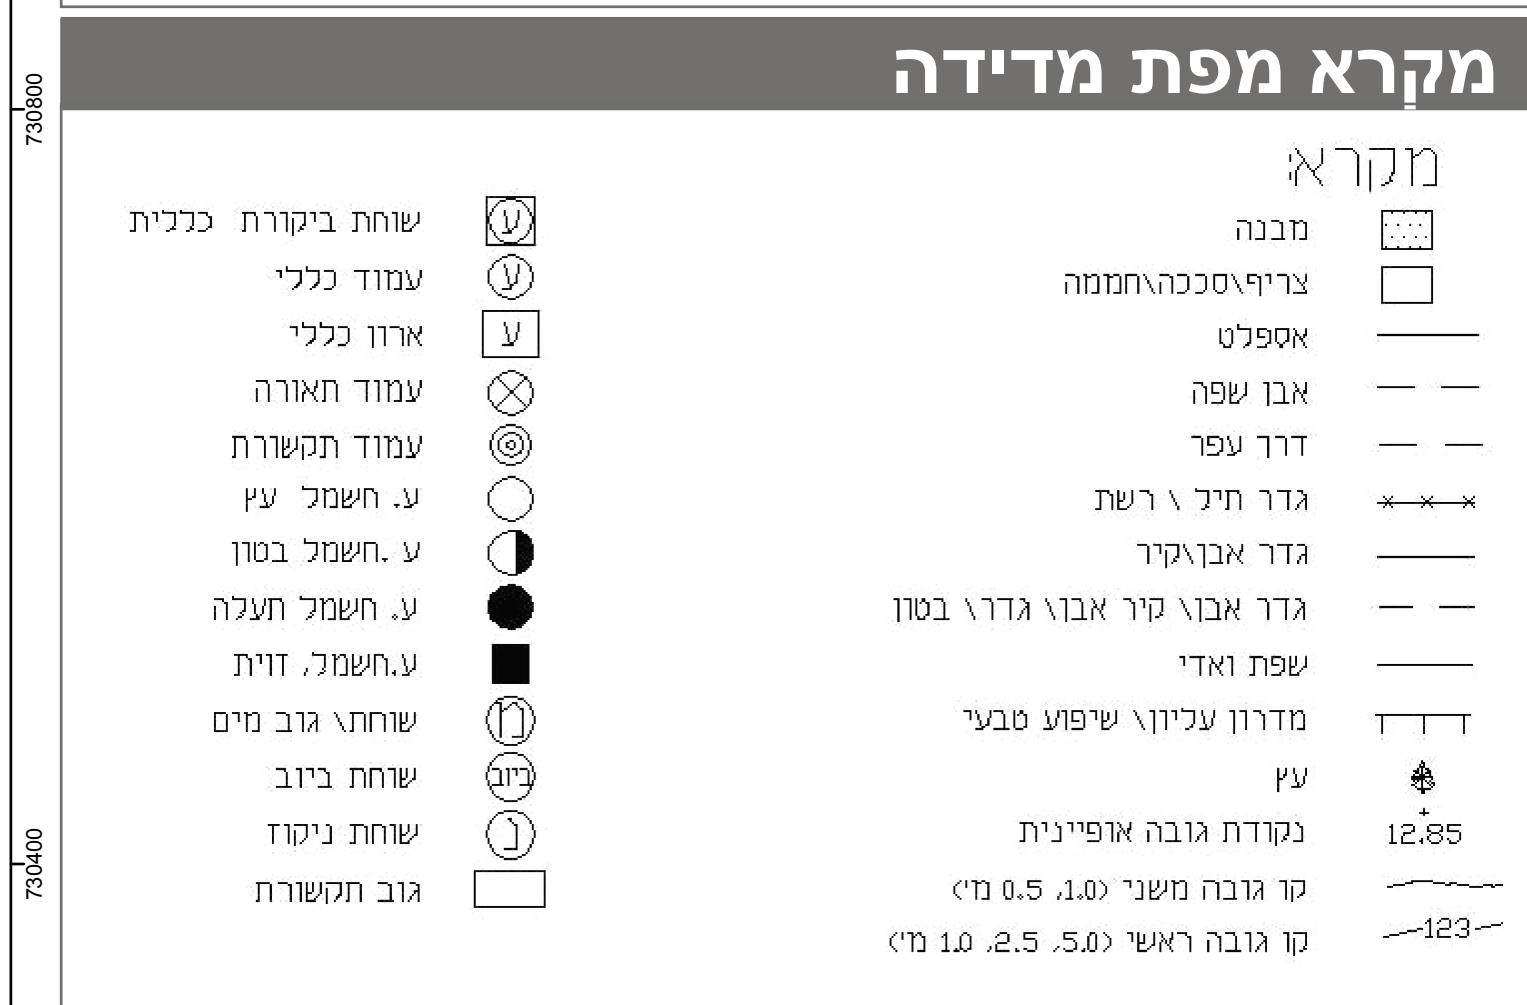 מקרא מפת מדידה
מקרא:
מבנה
צריף\סככה\חממה
אספלט
אבן שפה
דרך עפר
גדר תיל \ רשת
גדר אבן\קיר
גדר אבן\ קיר אבן\ גדר\ בטון
שפת ואדי
מדרון עליון\ שיפוע טבעי
עץ
נקודת גובה אופיינית
12.85
קו גובה משני (1.0, 0.5 מ')
קו גובה ראשי (5.0, 2.5, 1.0 מ')
123
ע שוחת ביקורת כללית
ע עמוד כללי
ע ארון כללי
עמוד תאורה
עמוד תקשורת
ע. חשמל עץ
ע .חשמל בטון
ע. חשמל תעלה
ע.חשמל, זוית
מ שוחת\ גוב מים
ביוב שוחת ביוב
נ שוחת ניקוז
גוב תקשורת
730800
730400